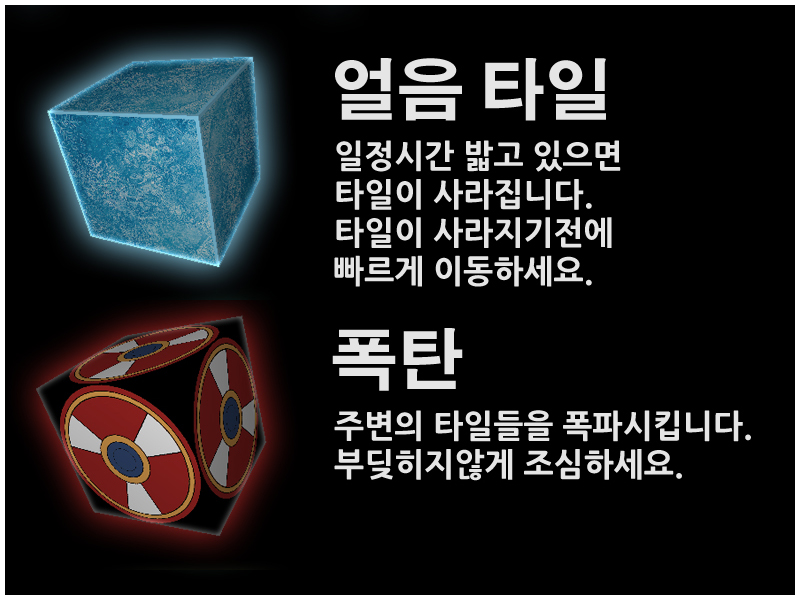 얼음 타일
일정시간 밟고 있으면
타일이 사라집니다.
타일이 사라지기전에
빠르게 이동하세요.
폭탄
주변의 타일들을 폭파시킵니다.
부딪히지않게 조심하세요.